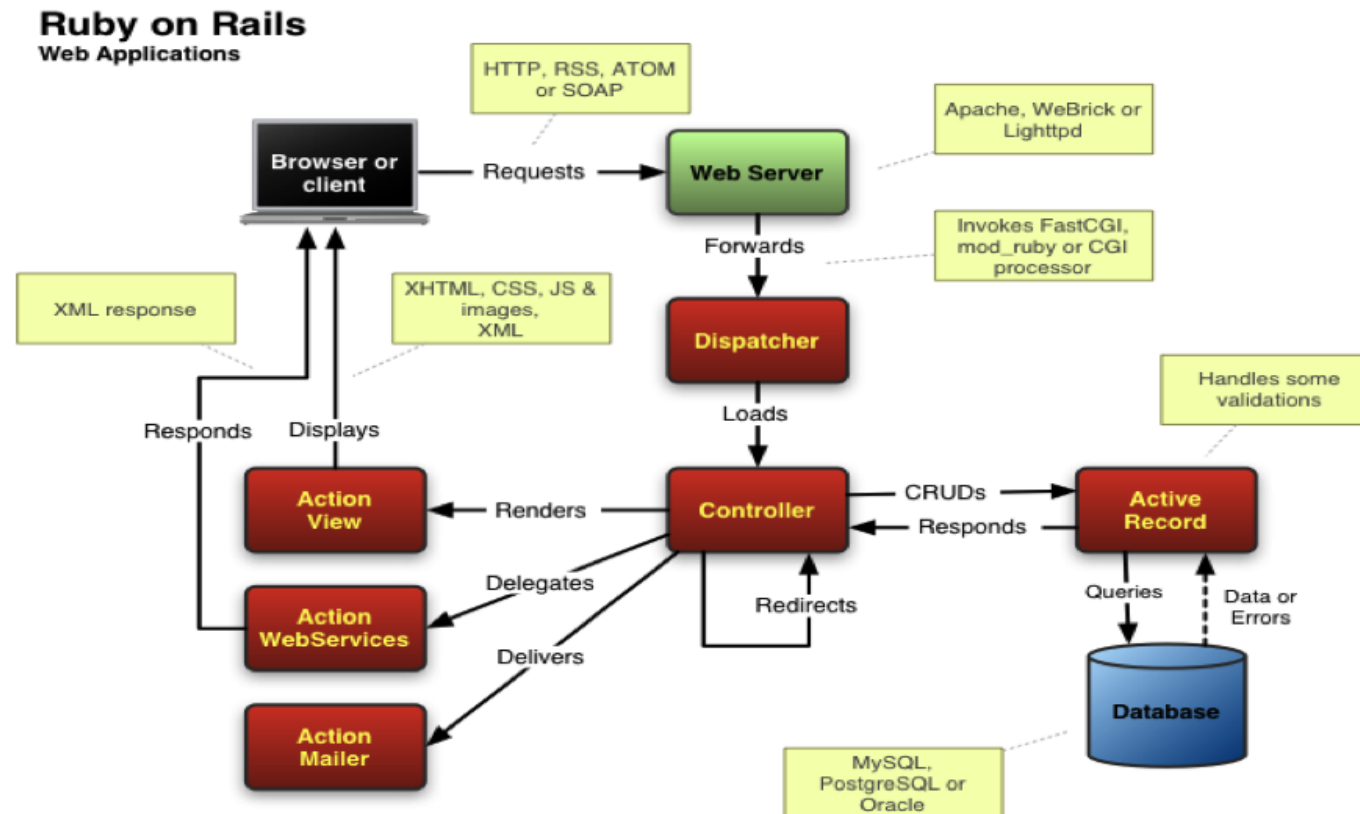 Ruby on Rails
Web Applications
HTTP, RSS, ATOM
or SOAP
Apache, WeBrick or
Lighttpd
Browser or
client
Requests
Web Server
Forwards
Invokes FastCGI,
mod_ruby or CGI
processor
XML response
XHTML, CSS, JS &
images,
XML
Dispatcher
Handles some
validations
Loads
Responds
Displays
Action
View
Renders
Controller
CRUDs
Responds
Active
Record
Delegates
Redirects
Queries
Data or
Errors
Action
WebServices
Delivers
Action
Mailer
Database
MySQL,
PostgreSQL or
Oracle